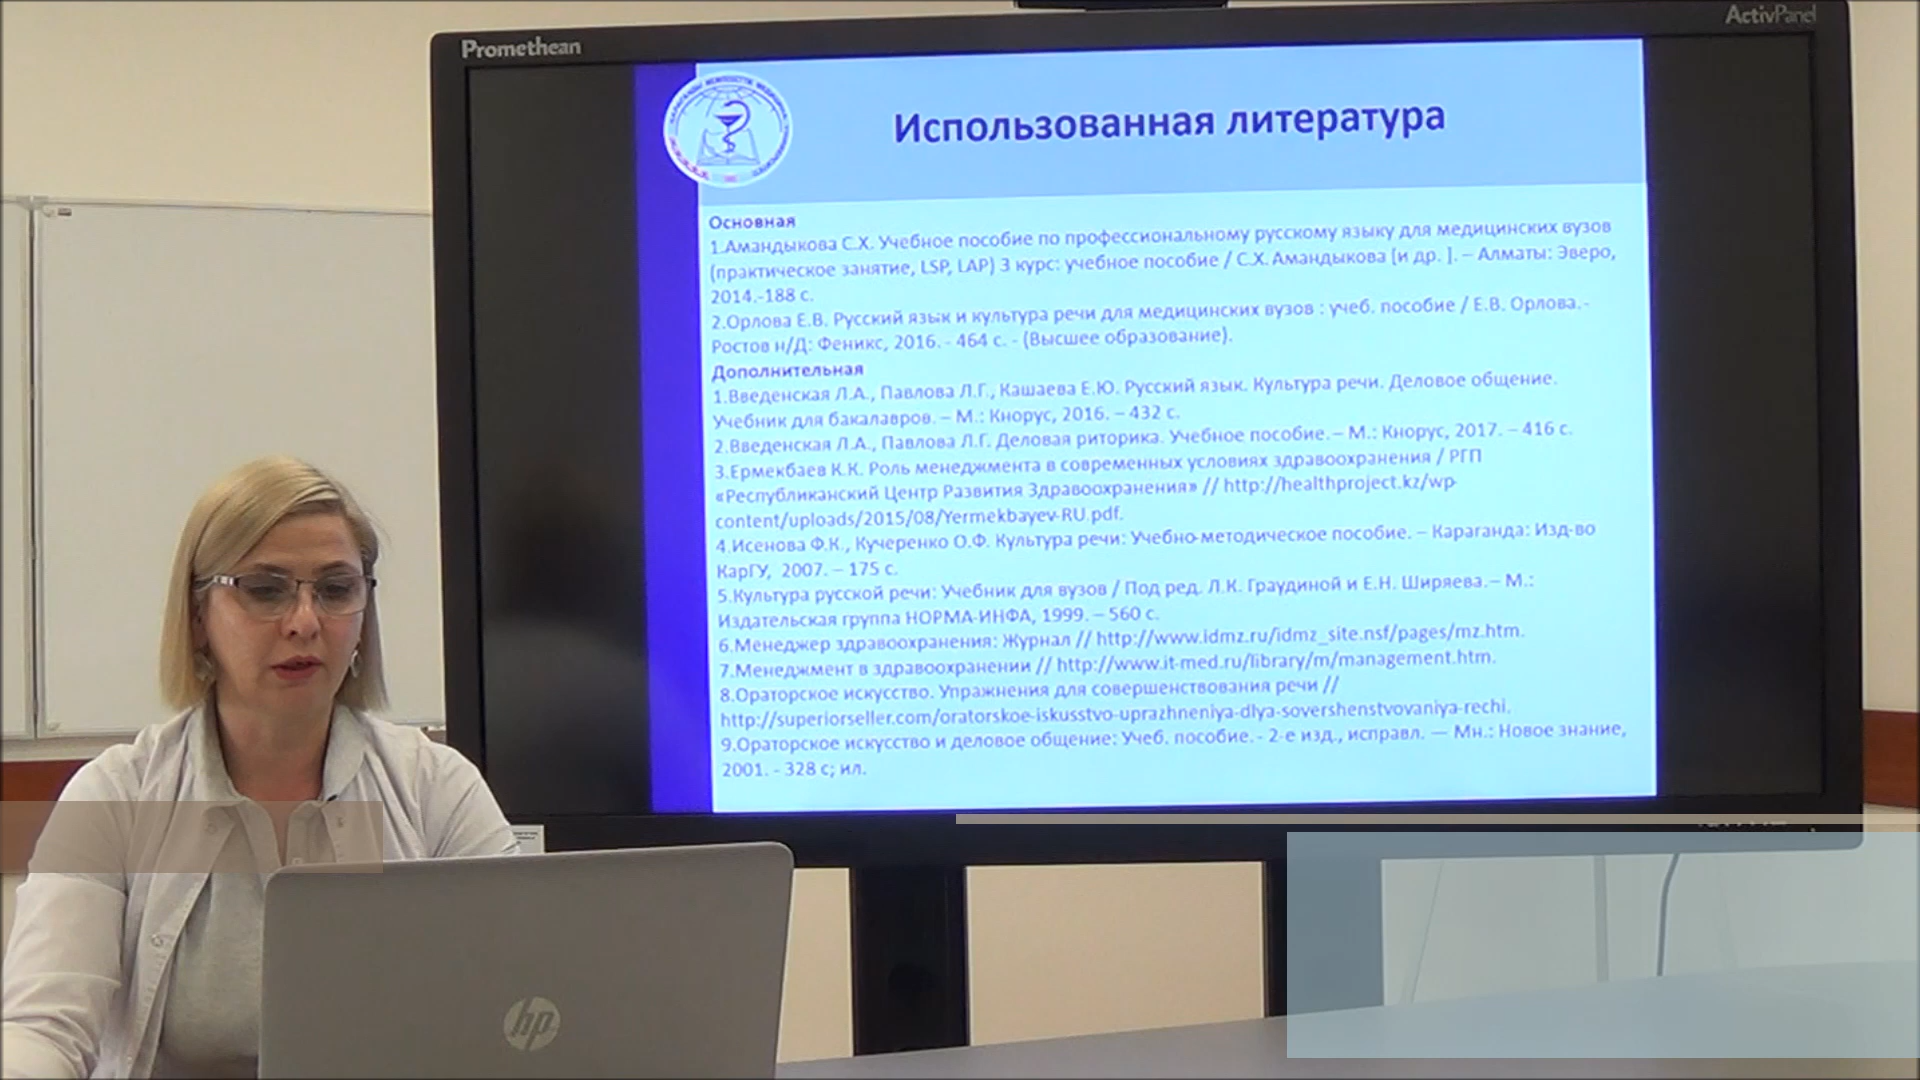 Promethean
ActivPanel
Использованная литература
Основная
1.Амандыкова С.Х. Учебное пособие по профессиональному русскому языку для медицинских вузов
(практическое занятие, LSP, LAP) 3 курс: учебное пособие / С.Х. Амандыкова [и др. ]. – Алматы: Эверо,
2014.-188 с.
2.Орлова Е.В. Русский язык и культура речи для медицинских вузов : учеб. пособие / Е.В. Орлова.-
Ростов н/Д: Феникс, 2016. - 464 с. - (Высшее образование).
Дополнительная
1.Введенская Л.А., Павлова Л.Г., Кашаева Е.Ю. Русский язык. Культура речи. Деловое общение.
Учебник для бакалавров. – М.: Кнорус, 2016. – 432 с.
2.Введенская Л.А., Павлова Л.Г. Деловая риторика. Учебное пособие. – М.: Кнорус, 2017. – 416 с.
3.Ермекбаев К.К. Роль менеджмента в современных условиях здравоохранения / РГП
«Республиканский Центр Развития Здравоохранения» // http://healthproject.kz/wp-
content/uploads/2015/08/Yermekbayev-RU.pdf.
4.Исенова Ф.К., Кучеренко О.Ф. Культура речи: Учебно-методическое пособие. – Караганда: Изд-во
КарГУ, 2007. – 175 с.
5.Культура русской речи: Учебник для вузов / Под ред. Л.К. Граудиной и Е.Н. Ширяева. – М.:
Издательская группа НОРМА-ИНФА, 1999. – 560 с.
6.Менеджер здравоохранения: Журнал // http://www.idmz.ru/idmz_site.nsf/pages/mz.htm.
7.Менеджмент в здравоохранении // http://www.it-med.ru/library/m/management.htm.
8.Ораторское искусство. Упражнения для совершенствования речи //
http://superiorseller.com/oratorskoe-iskusstvo-uprazhneniya-dlya-sovershenstvovaniya-rechi.
9.Ораторское искусство и деловое общение: Учеб. пособие. - 2-е изд., исправл. — Мн.: Новое знание,
2001. - 328 с; ил.
hp